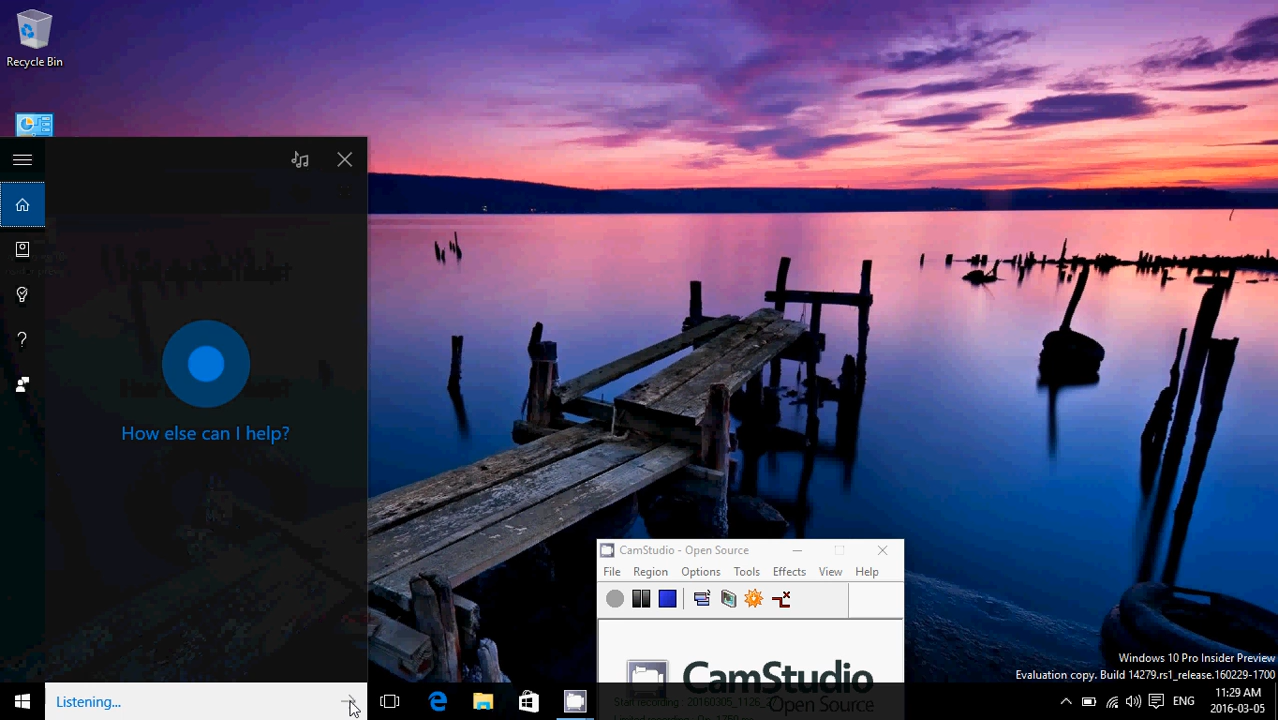 Recycle Bin
How else can I help?
Listening...
CamStudio - Open Source
File Region Options Tools Effects View Help
CamStudio
Open Source
Windows 10 Pro Insider Preview
Evaluation copy. Build 14279.rs1_release.160229-1700
ENG
11:29 AM
2016-03-05